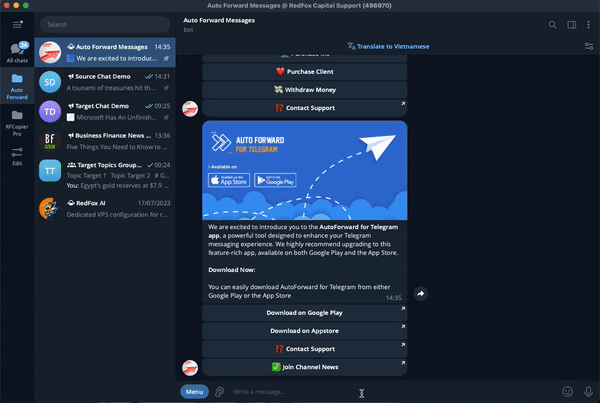 Auto Forward Messages @ RedFox Capital Support (496970)
Search
Auto Forward Messages
bot
Translate to Vietnamese
24
All chats
Auto
Forward
RFCopier
Pro
Edit
Auto Forward Messages 14:35
We are excited to introduc...
SD
Source Chat Demo 14:31
A tsunami of treasuries hit th...
TD
Target Chat Demo 09:25
Microsoft Has An Unfinish...
BF
Business Finance News ... 13:36
Five Things You Need to Know to ...
TT
Target Topics Group... 00:24
Topic Target 1 Topic Target 2 # G...
You: Egypt's gold reserves at $7.9 ...
RedFox AI 17/07/2023
Dedicated VPS configuration for r...
Purchase Client
Withdraw Money
Contact Support
AUTO FORWARD
FOR TELEGRAM
Available on
App Store
Google Play
We are excited to introduce you to the AutoForward for Telegram
app, a powerful tool designed to enhance your Telegram
messaging experience. We highly recommend upgrading to this
feature-rich app, available on both Google Play and the App Store.
Download Now:
You can easily download AutoForward for Telegram from either
Google Play or the App Store
14:35
Download on Google Play
Download on Appstore
Contact Support
Join Channel News
Menu
Write a message...